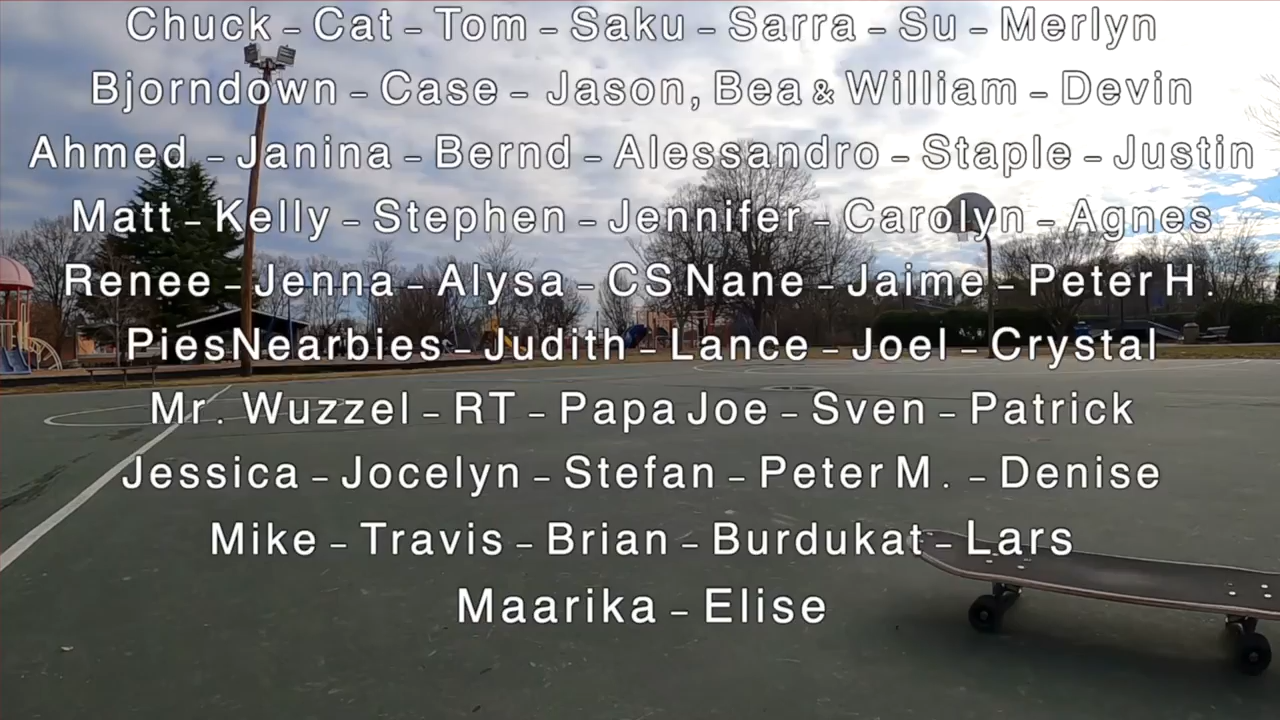 Chuck – Cat – Tom – Saku – Sarra – Su – Merlyn
Bjorndown – Case – Jason, Bea & William – Devin
Ahmed – Janina – Bernd – Alessandro – Staple – Justin
Matt – Kelly – Stephen – Jennifer – Carolyn – Agnes
Renee – Jenna – Alysa – CS Nane – Jaime – Peter H.
PiesNearbies – Judith – Lance – Joel – Crystal
Mr. Wuzzel – RT – Papa Joe – Sven – Patrick
Jessica – Jocelyn – Stefan – Peter M. – Denise
Mike – Travis – Brian – Burdukat – Lars
Maarika – Elise